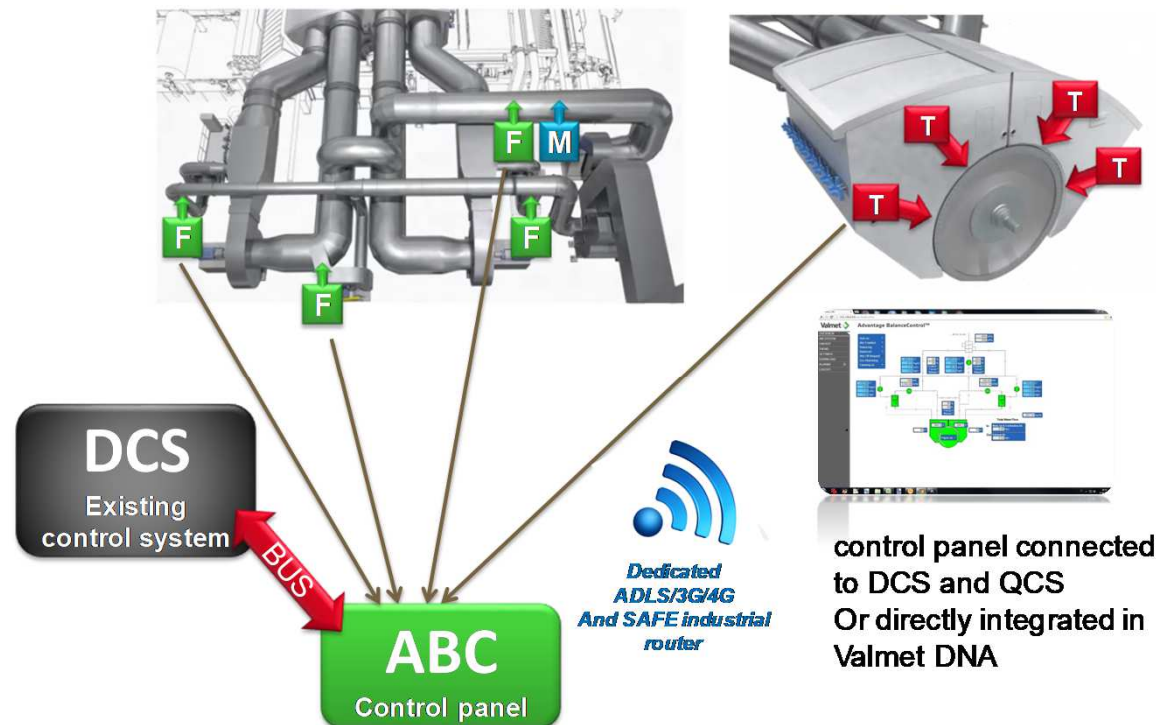 F
M
F
F
F
T
T
T
T
Valmet
Advantage BalanceControl™
DCS
Existing
control system
BUS
ABC
Control panel
Dedicated
ADLS/3G/4G
And SAFE industrial
router
control panel connected
to DCS and QCS
Or directly integrated in
Valmet DNA